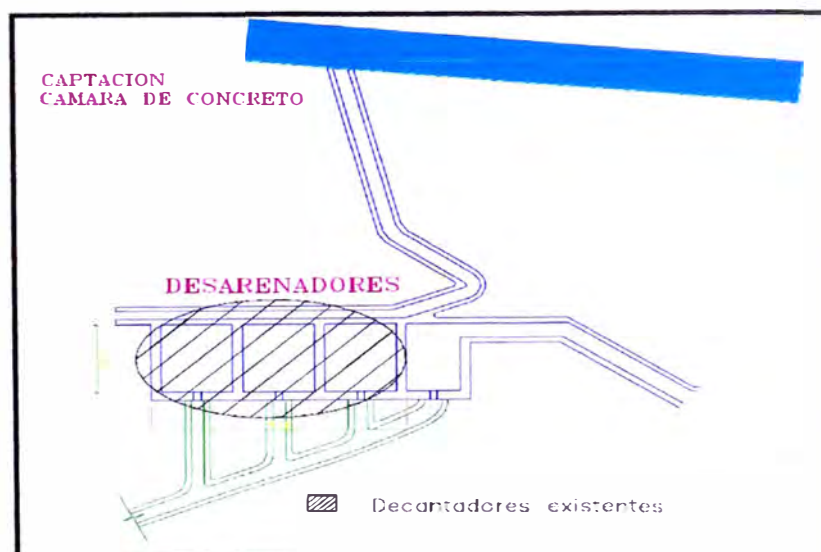 CAPTACION
CAMARA DE CONCRETO
DESARENADORES
Decantadores existentes